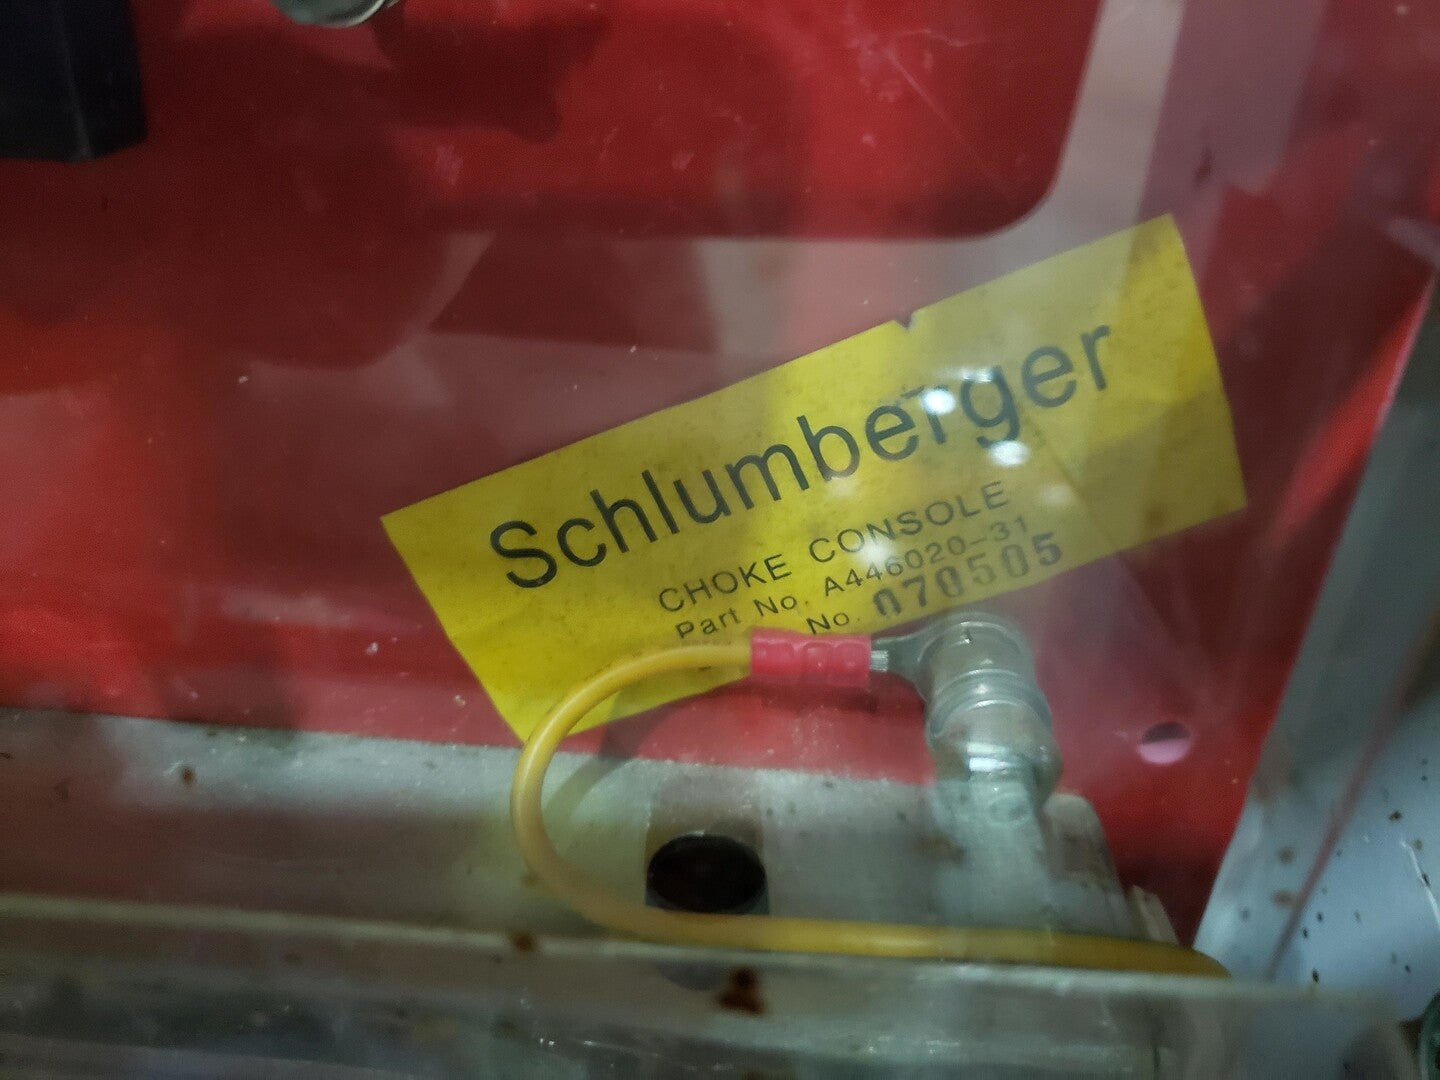 Schlumberger
CHOKE CONSOLE
Part No. A446020-31
No. 070505